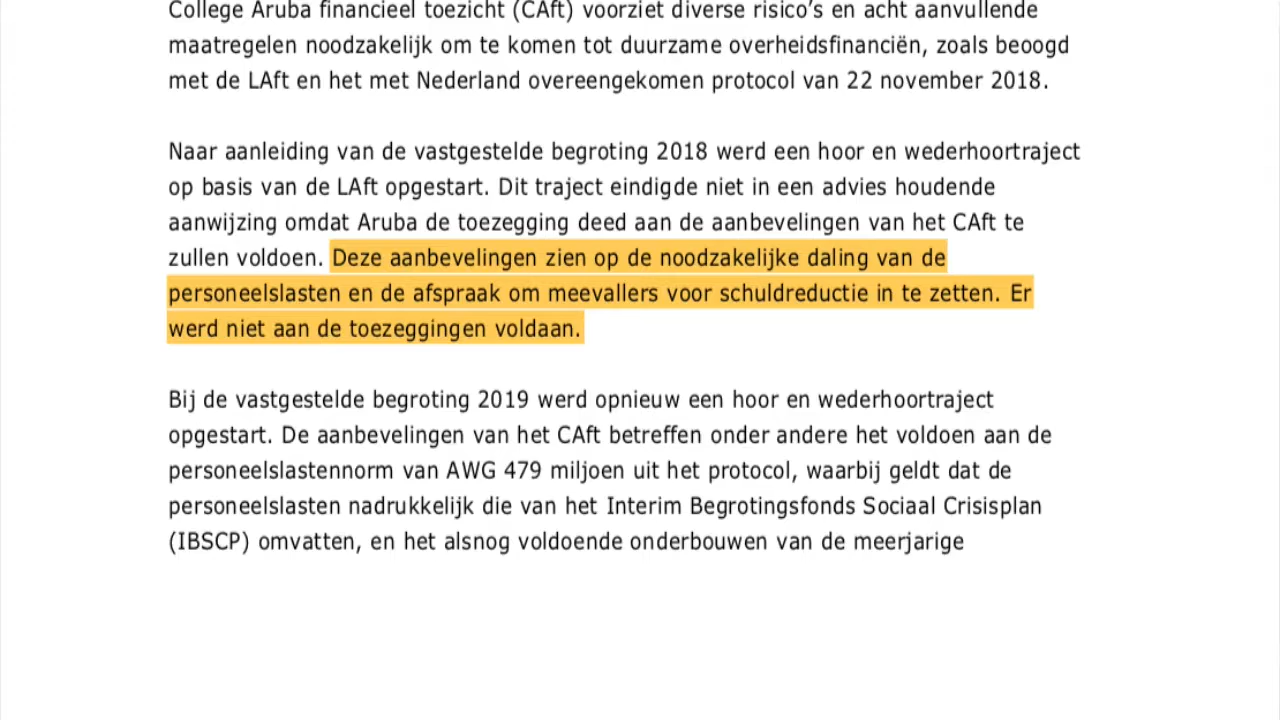 College Aruba financieel toezicht (CAft) voorziet diverse risico’s en acht aanvullende
maatregelen noodzakelijk om te komen tot duurzame overheidsfinanciën, zoals beoogd
met de LAft en het met Nederland overeengekomen protocol van 22 november 2018.
Naar aanleiding van de vastgestelde begroting 2018 werd een hoor en wederhoortraject
op basis van de LAft opgestart. Dit traject eindigde niet in een advies houdende
aanwijzing omdat Aruba de toezegging deed aan de aanbevelingen van het CAft te
zullen voldoen. Deze aanbevelingen zien op de noodzakelijke daling van de
personeelslasten en de afspraak om meevallers voor schuldreductie in te zetten. Er
werd niet aan de toezeggingen voldaan.
Bij de vastgestelde begroting 2019 werd opnieuw een hoor en wederhoortraject
opgestart. De aanbevelingen van het CAft betreffen onder andere het voldoen aan de
personeelslastennorm van AWG 479 miljoen uit het protocol, waarbij geldt dat de
personeelslasten nadrukkelijk die van het Interim Begrotingsfonds Sociaal Crisisplan
(IBSCP) omvatten, en het alsnog voldoende onderbouwen van de meerjarige